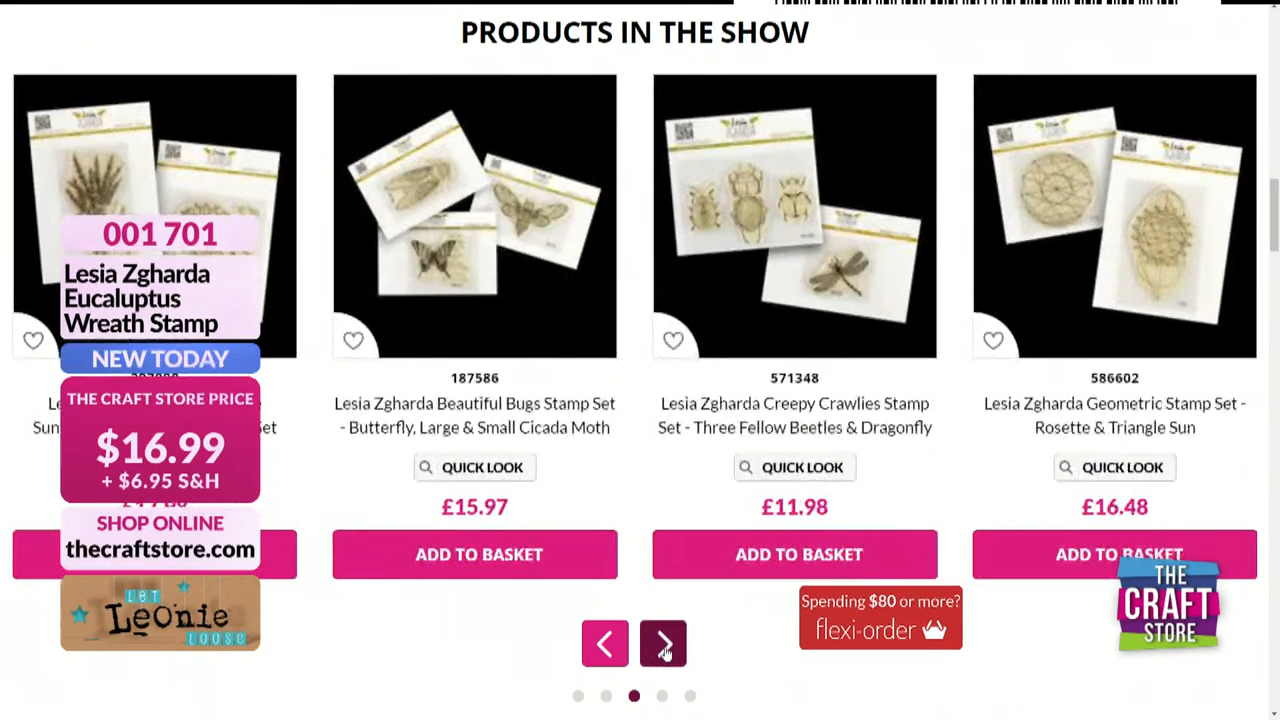 PRODUCTS IN THE SHOW
001 701
Lesia Zgharda
Eucaluptus
Wreath Stamp
NEW TODAY
THE CRAFT STORE PRICE
$16.99
+ $6.95 S&H
SHOP ONLINE
thecraftstore.com
LET
Leonie
LOOSE
187586
Lesia Zgharda Beautiful Bugs Stamp Set
- Butterfly, Large & Small Cicada Moth
QUICK LOOK
£15.97
ADD TO BASKET
571348
Lesia Zgharda Creepy Crawlies Stamp
Set - Three Fellow Beetles & Dragonfly
QUICK LOOK
£11.98
ADD TO BASKET
586602
Lesia Zgharda Geometric Stamp Set -
Rosette & Triangle Sun
QUICK LOOK
£16.48
ADD TO BASKET
Spending $80 or more?
flexi-order
THE
CRAFT
STORE